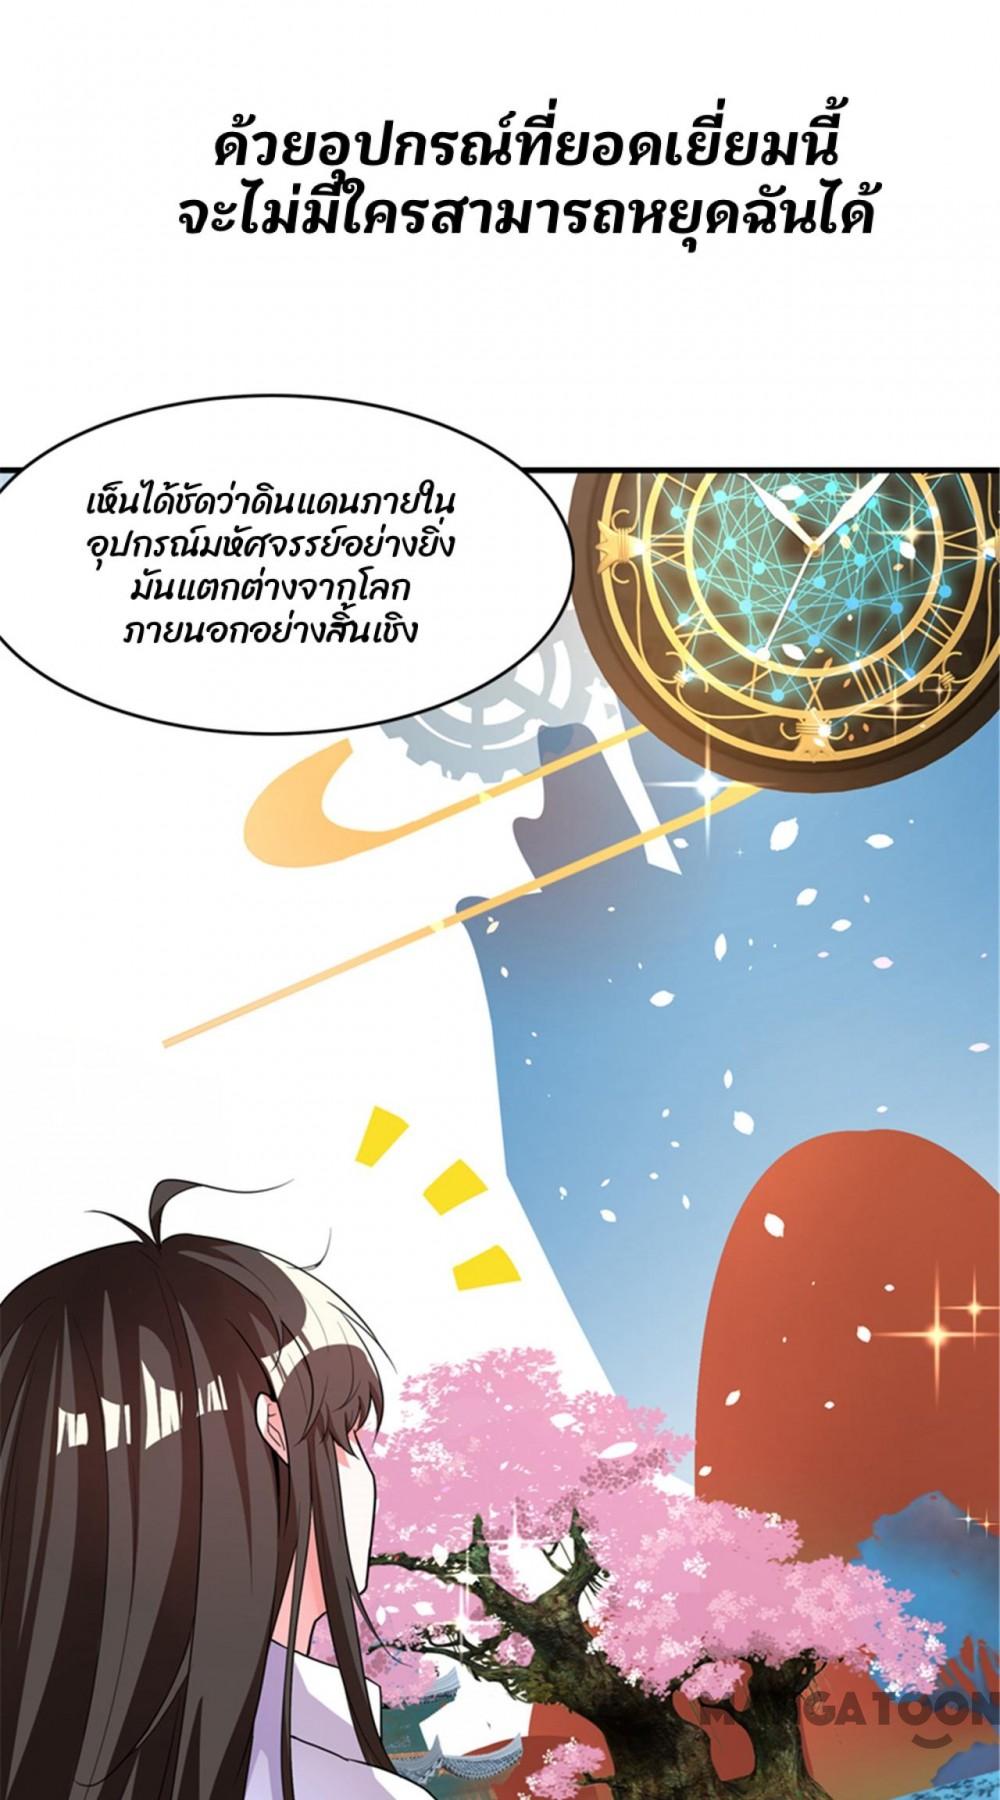 ด้วยอุปกรณ์ที่ยอดเยี่ยมนี้
จะไม่มีใครสามารถหยุดฉันได้
เห็นได้ชัดว่าดินแดนภายใน
อุปกรณ์มหัศจรรย์อย่างยิ่ง
มันแตกต่างจากโลก
ภายนอกอย่างสิ้นเชิง
MANGATOON